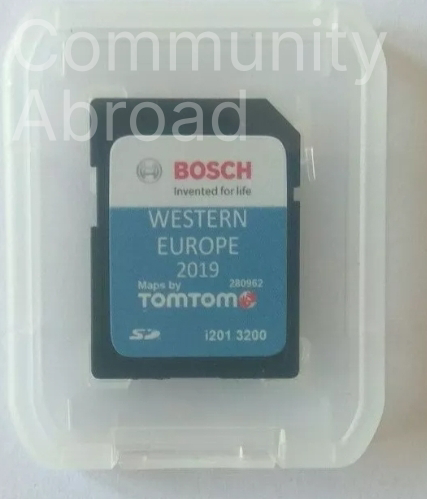 Community
Abroad
BOSCH
Invented for life
WESTERN
EUROPE
2019
280962
Maps by
TOMTOM
SD
i201 3200